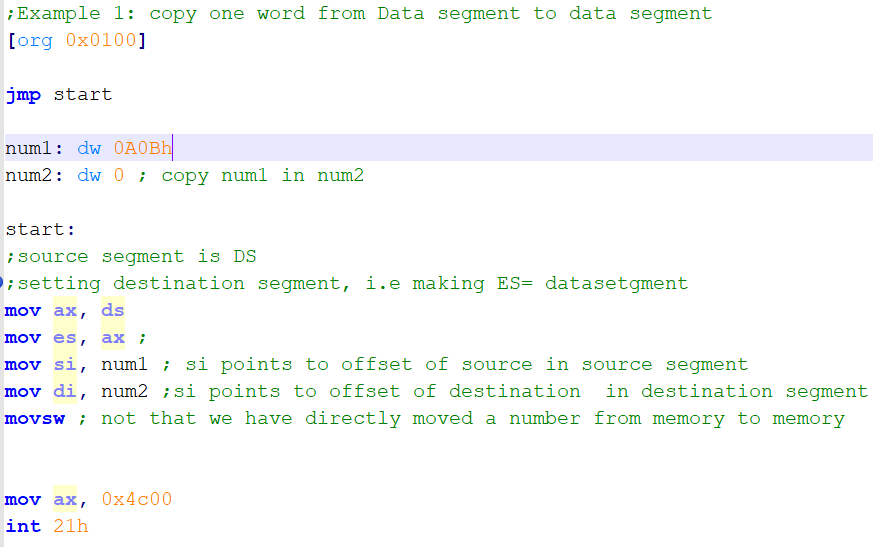 ;Example 1: copy one word from Data segment to data segment
[org 0x0100]
jmp start
num1: dw 0A0Bh
num2: dw 0 ; copy num1 in num2
start:
;source segment is DS
;setting destination segment, i.e making ES= datasetgment
mov ax, ds
mov es, ax ;
mov si, num1 ; si points to offset of source in source segment
mov di, num2 ;si points to offset of destination  in destination segment
movsw ; not that we have directly moved a number from memory to memory
mov ax, 0x4c00
int 21h